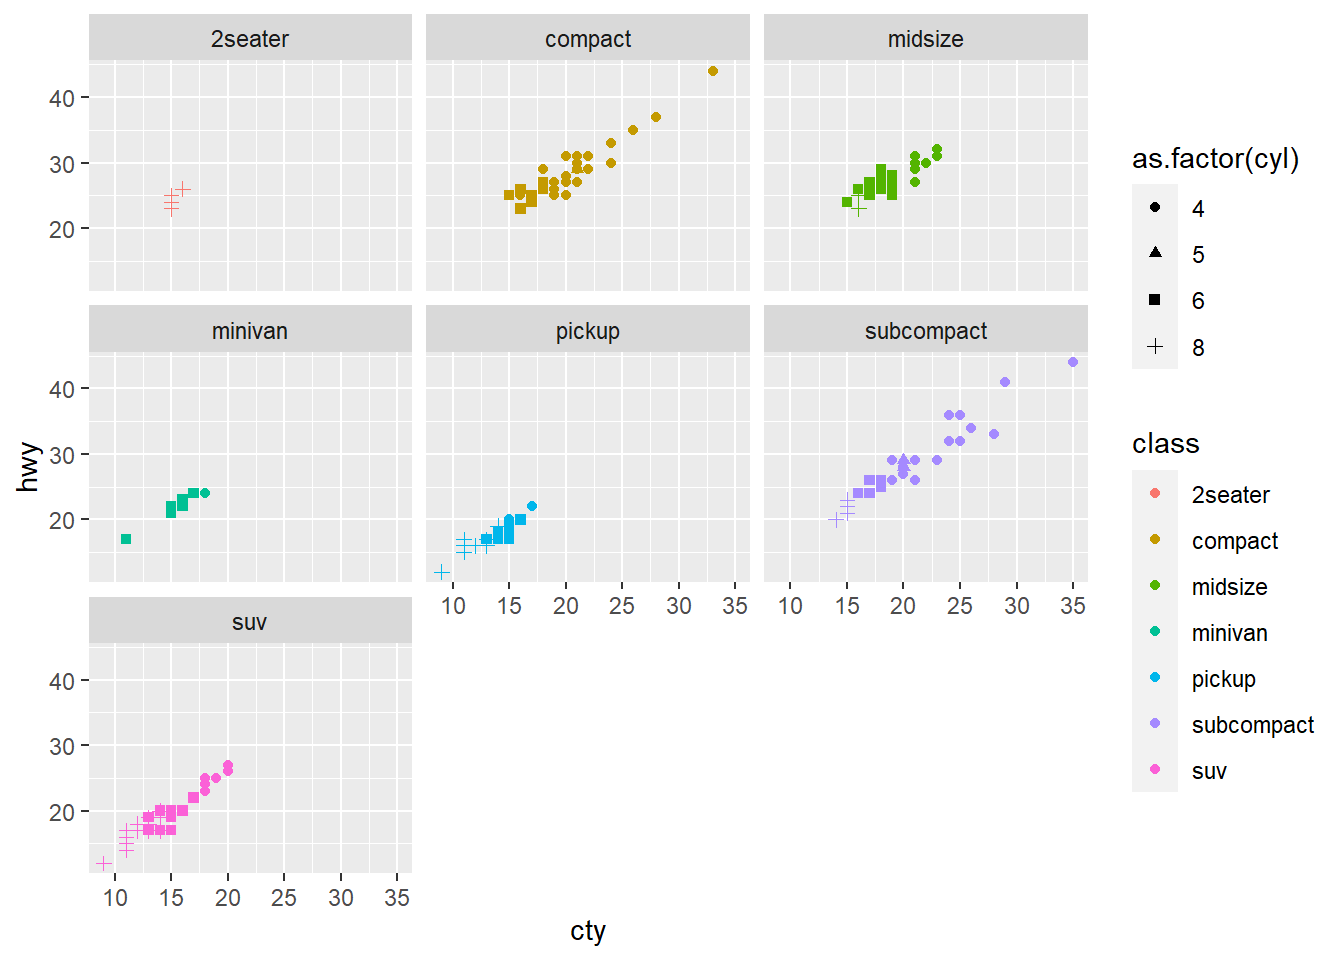 2seater compact midsize
40
30
20
minivan pickup subcompact
40
30
20
10 15 20 25 30 35 10 15 20 25 30 35
suv
40
30
20
10 15 20 25 30 35
hwy
cty
as.factor(cyl)
4
5
6
8
class
2seater
compact
midsize
minivan
pickup
subcompact
suv